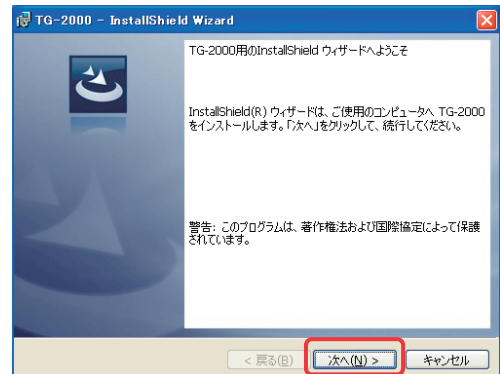 TG-2000 - InstallShield Wizard
TG-2000用のInstallShield ウィザードへようこそ
InstallShield(R) ウィザードは、ご使用のコンピュータへ TG-2000
をインストールします。「次へ」をクリックして、続行してください。
警告: このプログラムは、著作権法および国際協定によって保護
されています。
< 戻る(B)
次へ(N) >
キャンセル